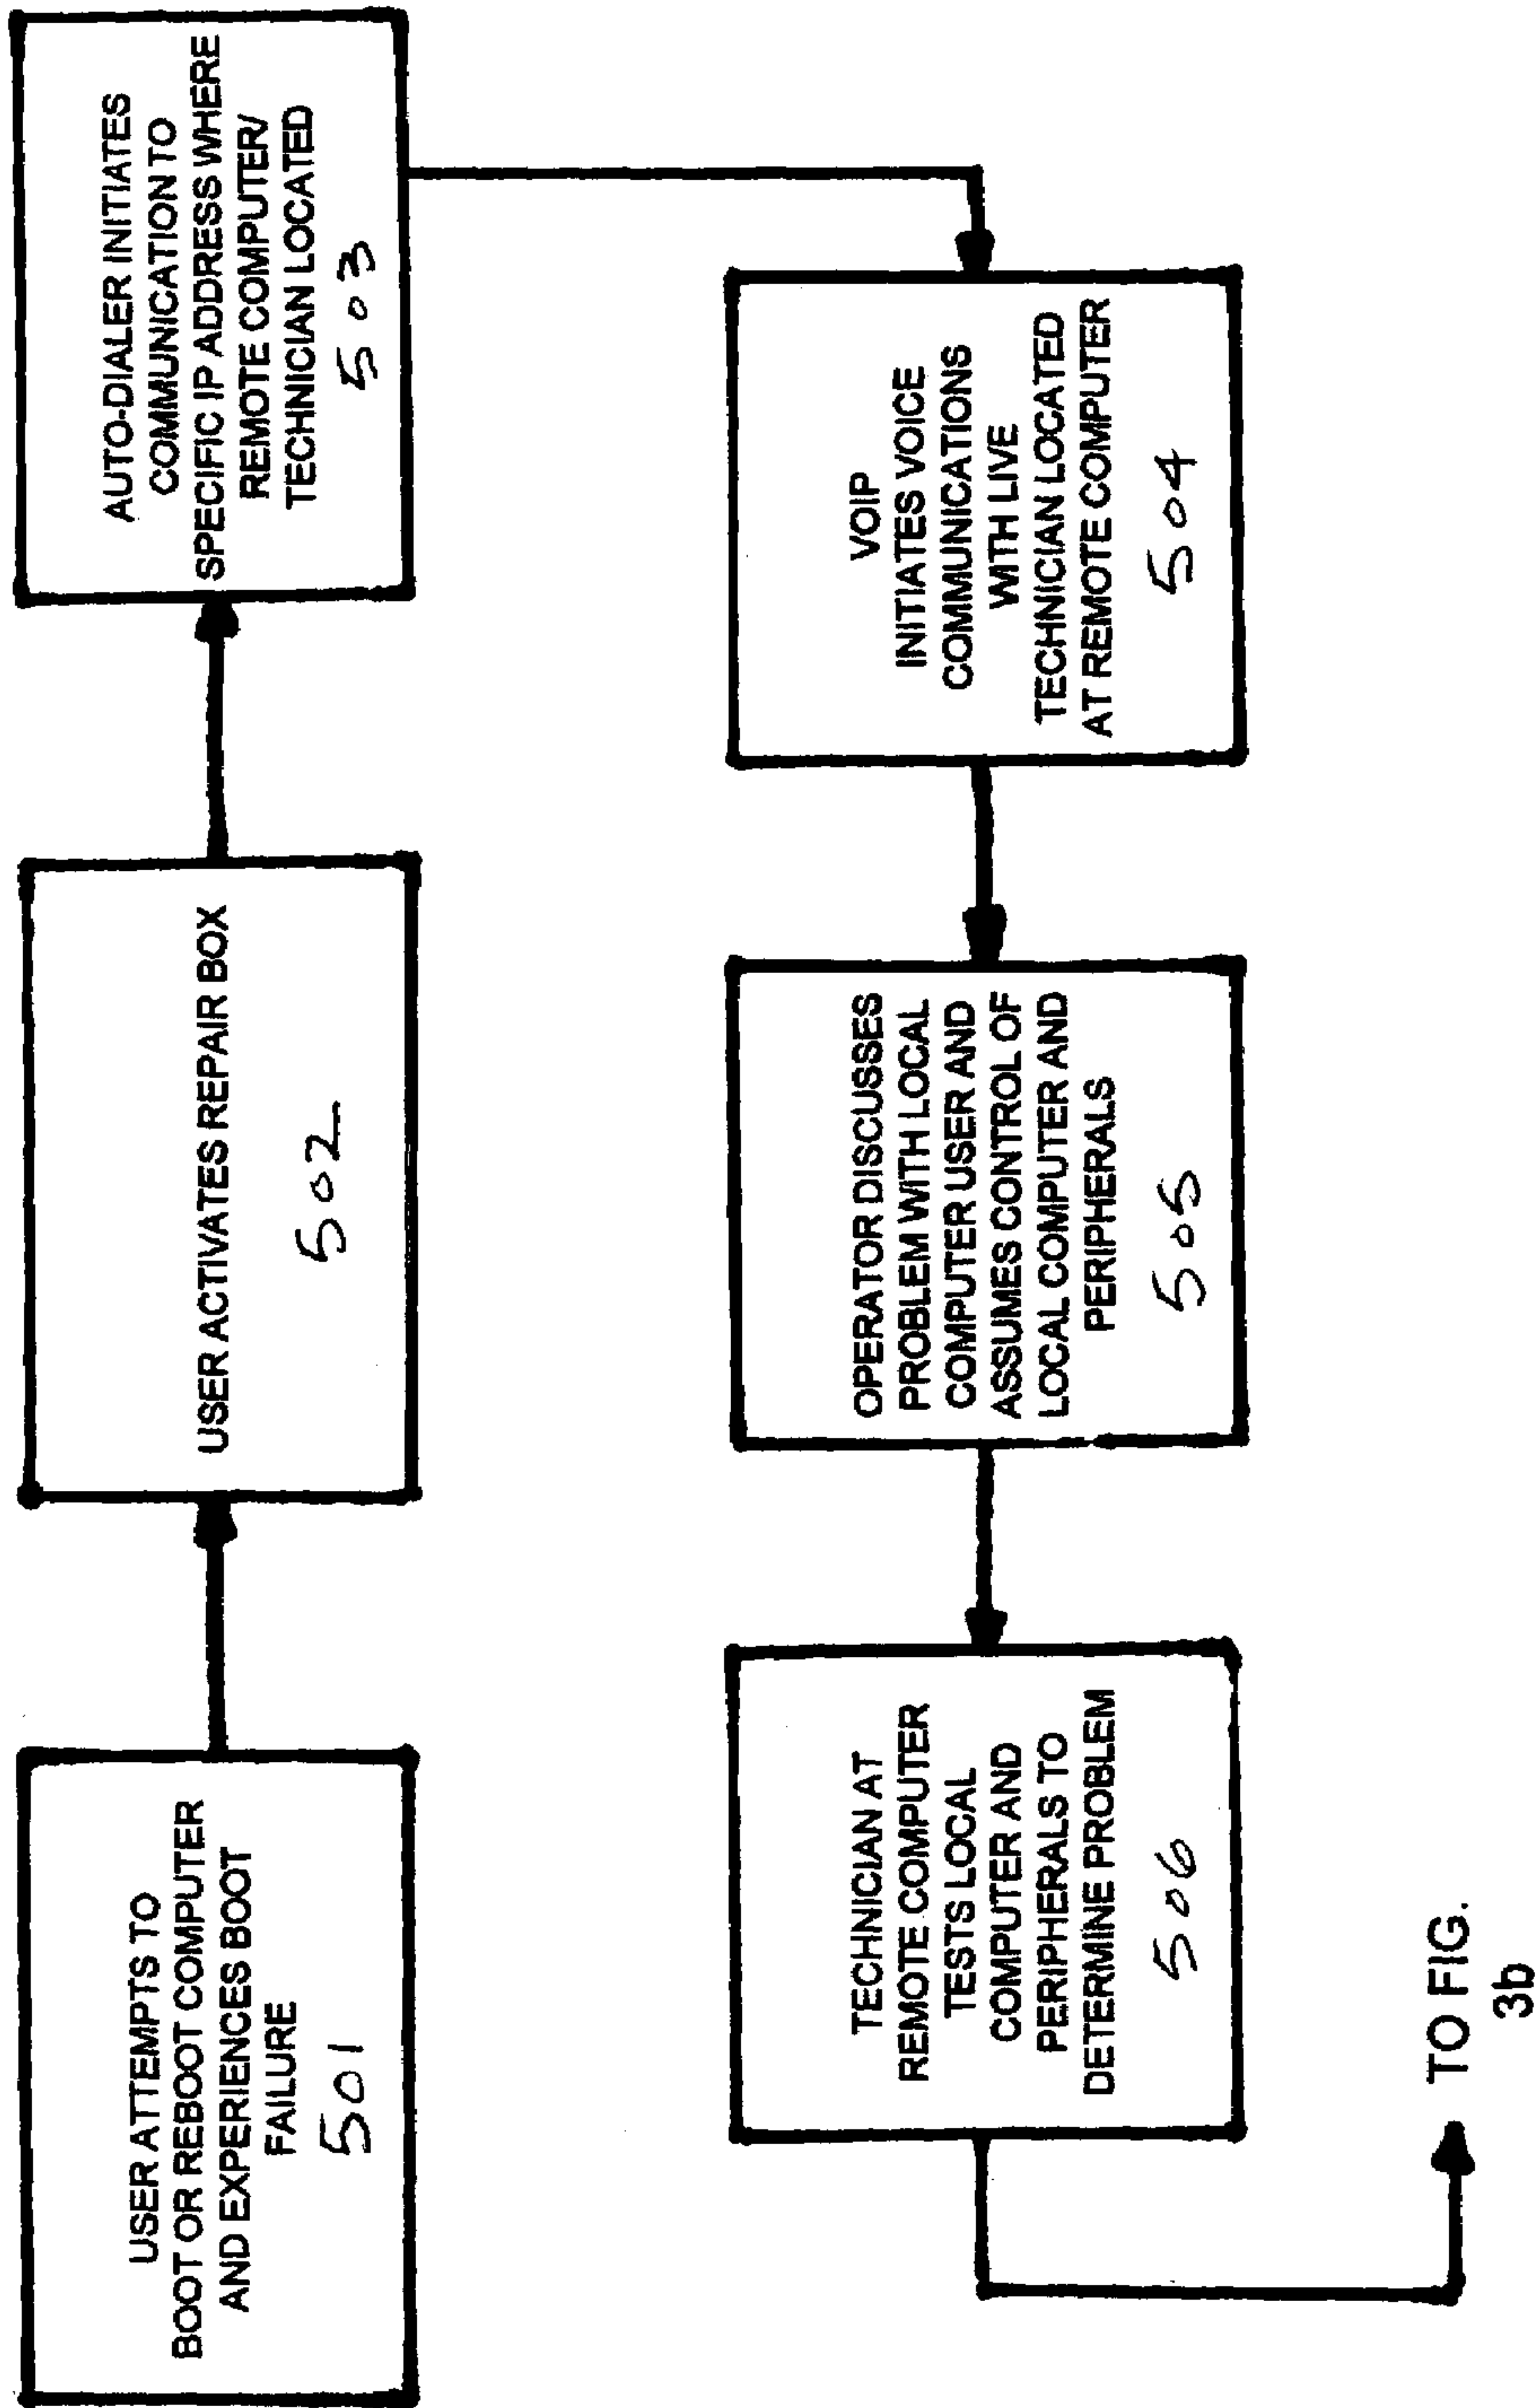 USER ATTEMPTS TO
BOOT OR REBOOT COMPUTER
AND EXPERIENCES BOOT
FAILURE
501
USER ACTIVATES REPAIR BOX
502
AUTO-DIALER INITIATES
COMMUNICATION TO
SPECIFIC IP ADDRESS WHERE
REMOTE COMPUTER/
TECHNICIAN LOCATED
503
VOIP
INITIATES VOICE
COMMUNICATIONS
WITH LIVE
TECHNICIAN LOCATED
AT REMOTE COMPUTER
504
OPERATOR DISCUSSES
PROBLEM WITH LOCAL
COMPUTER USER AND
ASSUMES CONTROL OF
LOCAL COMPUTER AND
PERIPHERALS
505
TECHNICIAN AT
REMOTE COMPUTER
TESTS LOCAL
COMPUTER AND
PERIPHERALS TO
DETERMINE PROBLEM
506
TO FIG.
3b